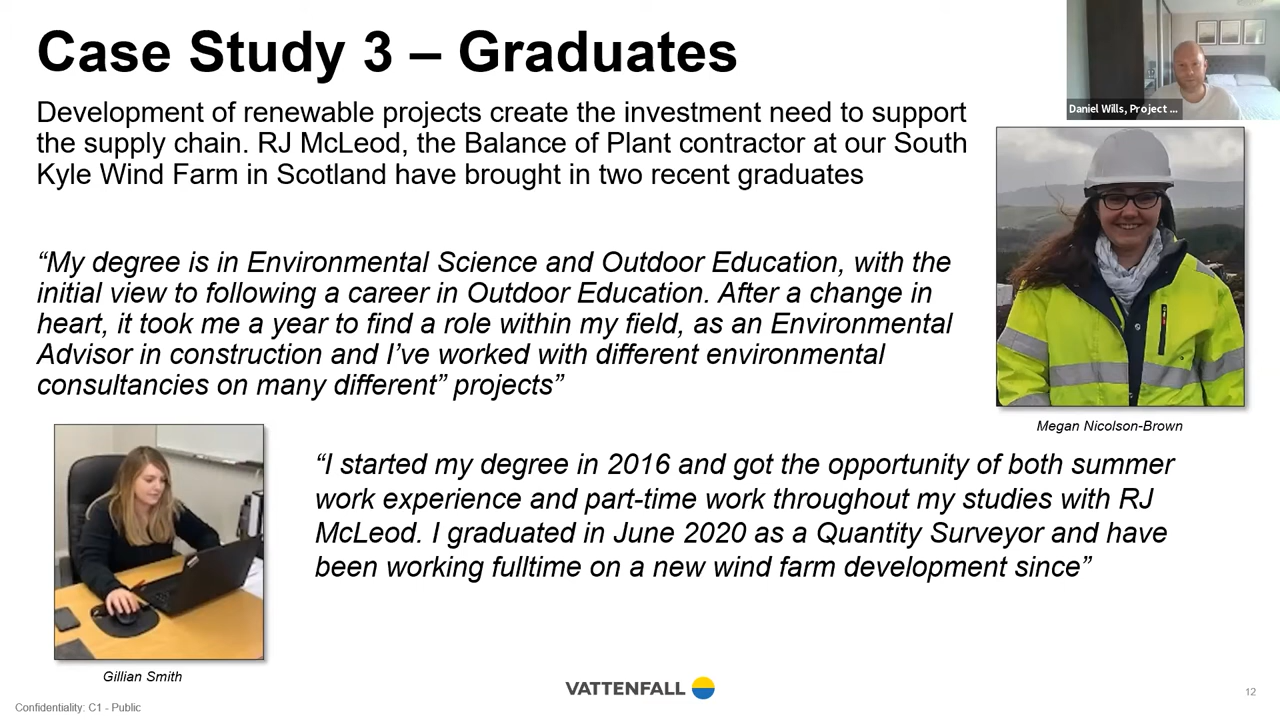 Case Study 3 – Graduates
Daniel Wills, Project ...
Development of renewable projects create the investment need to support
the supply chain. RJ McLeod, the Balance of Plant contractor at our South
Kyle Wind Farm in Scotland have brought in two recent graduates
“My degree is in Environmental Science and Outdoor Education, with the
initial view to following a career in Outdoor Education. After a change in
heart, it took me a year to find a role within my field, as an Environmental
Advisor in construction and I’ve worked with different environmental
consultancies on many different” projects”
Megan Nicolson-Brown
“I started my degree in 2016 and got the opportunity of both summer
work experience and part-time work throughout my studies with RJ
McLeod. I graduated in June 2020 as a Quantity Surveyor and have
been working fulltime on a new wind farm development since”
Gillian Smith
VATTENFALL
12
Confidentiality: C1 - Public